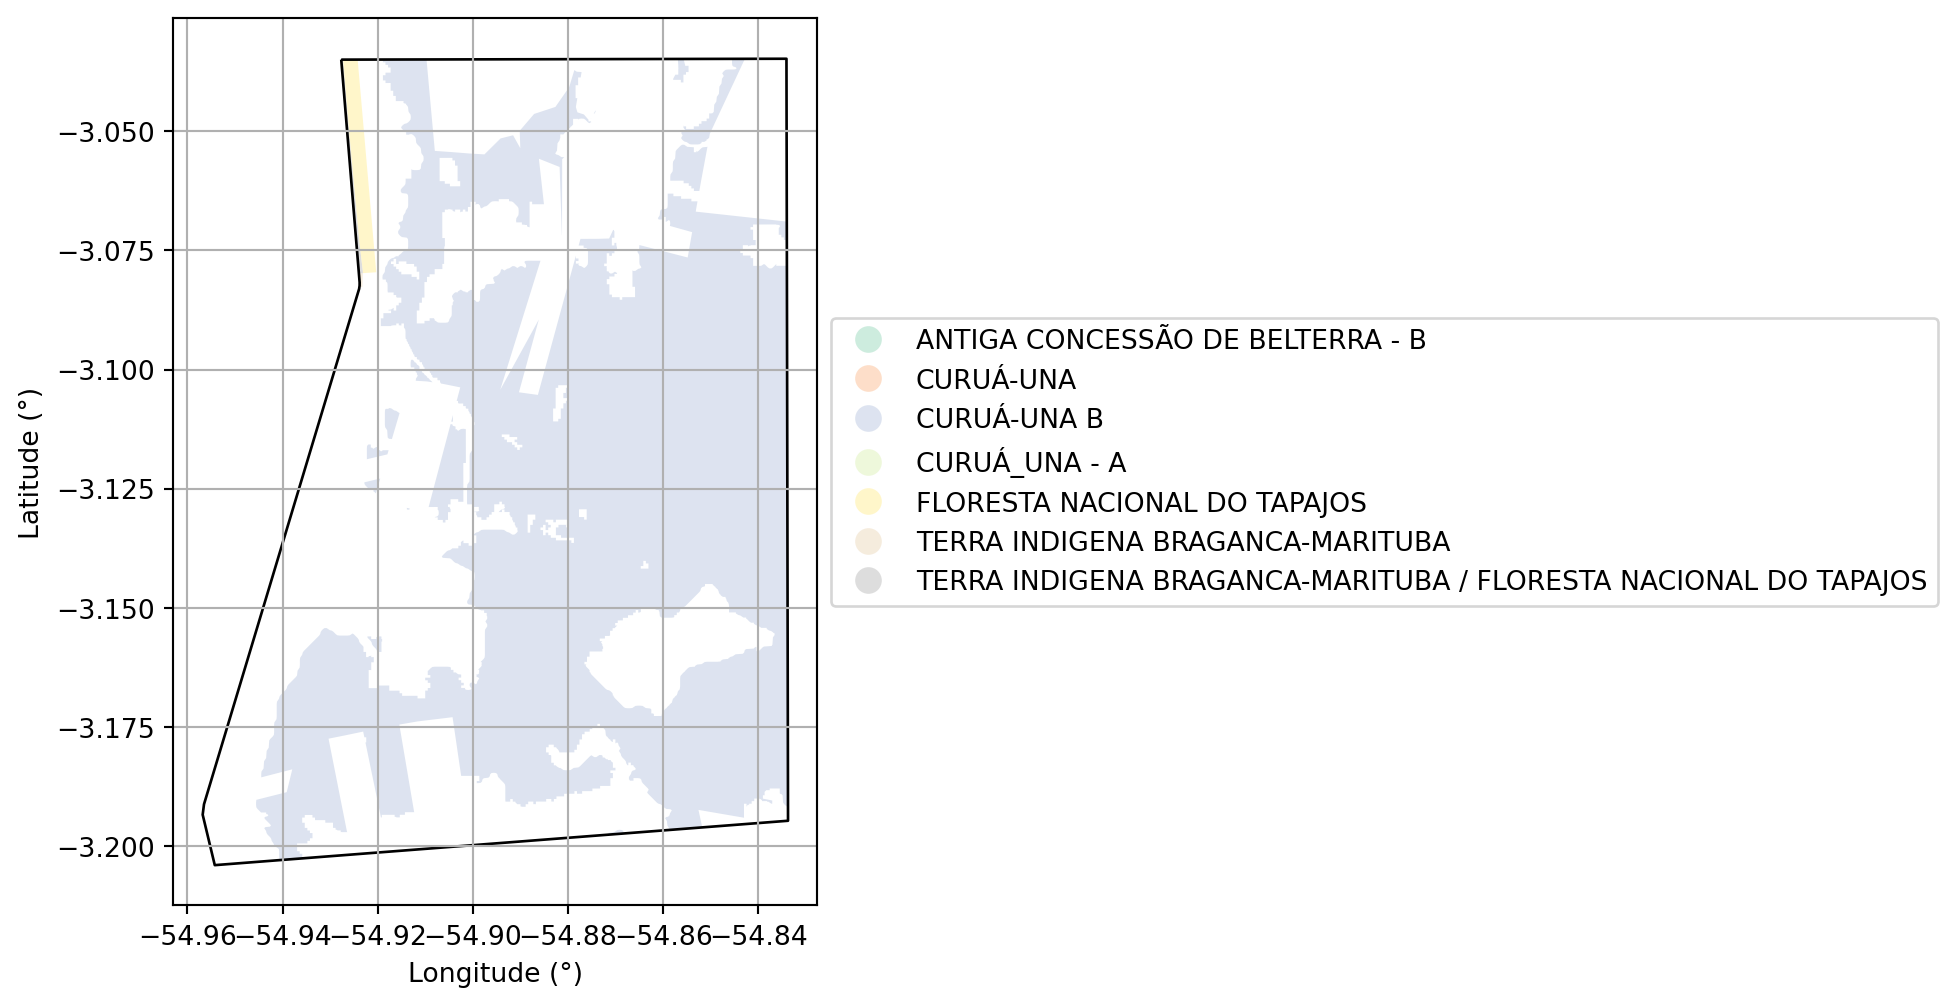 −3.050
−3.075
−3.100
−3.125
−3.150
−3.175
−3.200
Latitude (°)
−54.96 −54.94 −54.92 −54.90 −54.88 −54.86 −54.84
Longitude (°)
ANTIGA CONCESSÃO DE BELTERRA - B
CURUÁ-UNA
CURUÁ-UNA B
CURUÁ_UNA - A
FLORESTA NACIONAL DO TAPAJOS
TERRA INDIGENA BRAGANCA-MARITUBA
TERRA INDIGENA BRAGANCA-MARITUBA / FLORESTA NACIONAL DO TAPAJOS